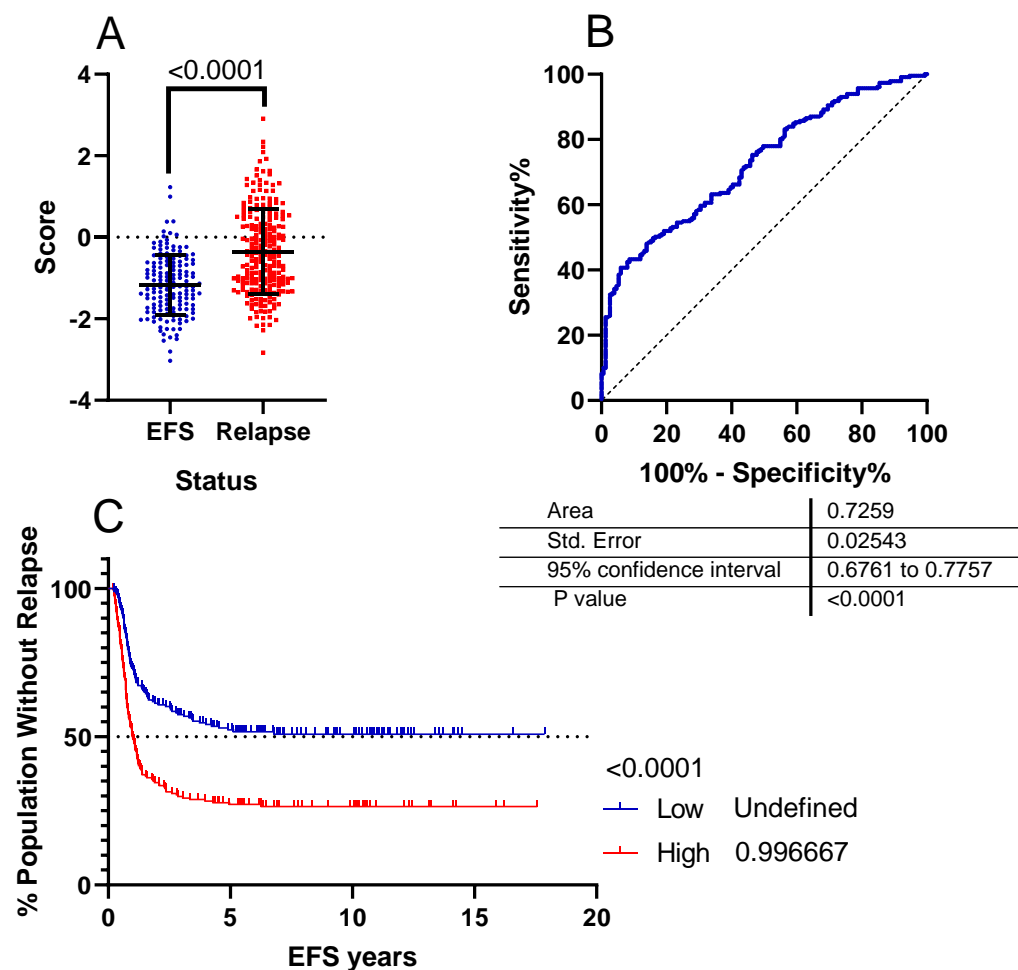 A
<0.0001
4
2
0
-2
-4
Score
EFS Relapse
Status
B
100
80
60
40
20
0
Sensitivity%
0 20 40 60 80 100
100% - Specificity%
Area 0.7259
Std. Error 0.02543
95% confidence interval 0.6761 to 0.7757
P value <0.0001
C
100
50
0
% Population Without Relapse
0 5 10 15 20
EFS years
<0.0001
Low Undefined
High 0.996667